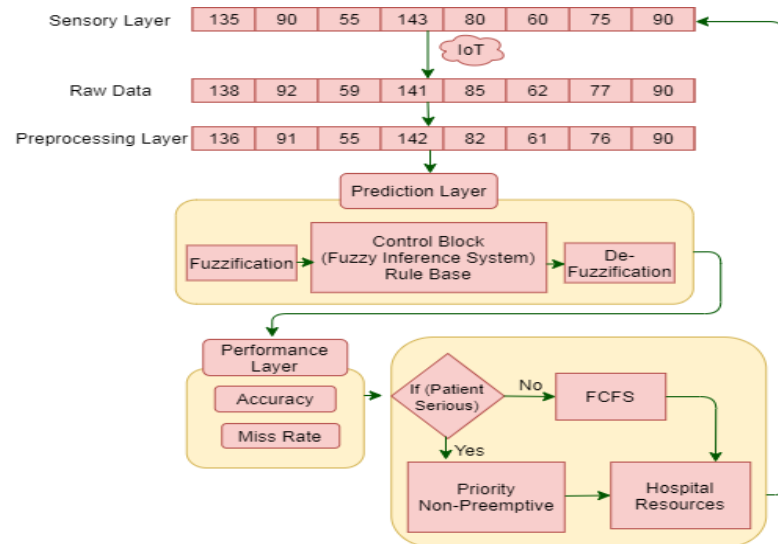 Sensory Layer 135 90 55 143 80 60 75 90
IoT
Raw Data 138 92 59 141 85 62 77 90
Preprocessing Layer 136 91 55 142 82 61 76 90
Prediction Layer
Fuzzification
Control Block
(Fuzzy Inference System)
Rule Base
De-
Fuzzification
Performance
Layer
Accuracy
Miss Rate
If (Patient
Serious)
No
FCFS
Yes
Priority
Non-Preemptive
Hospital
Resources